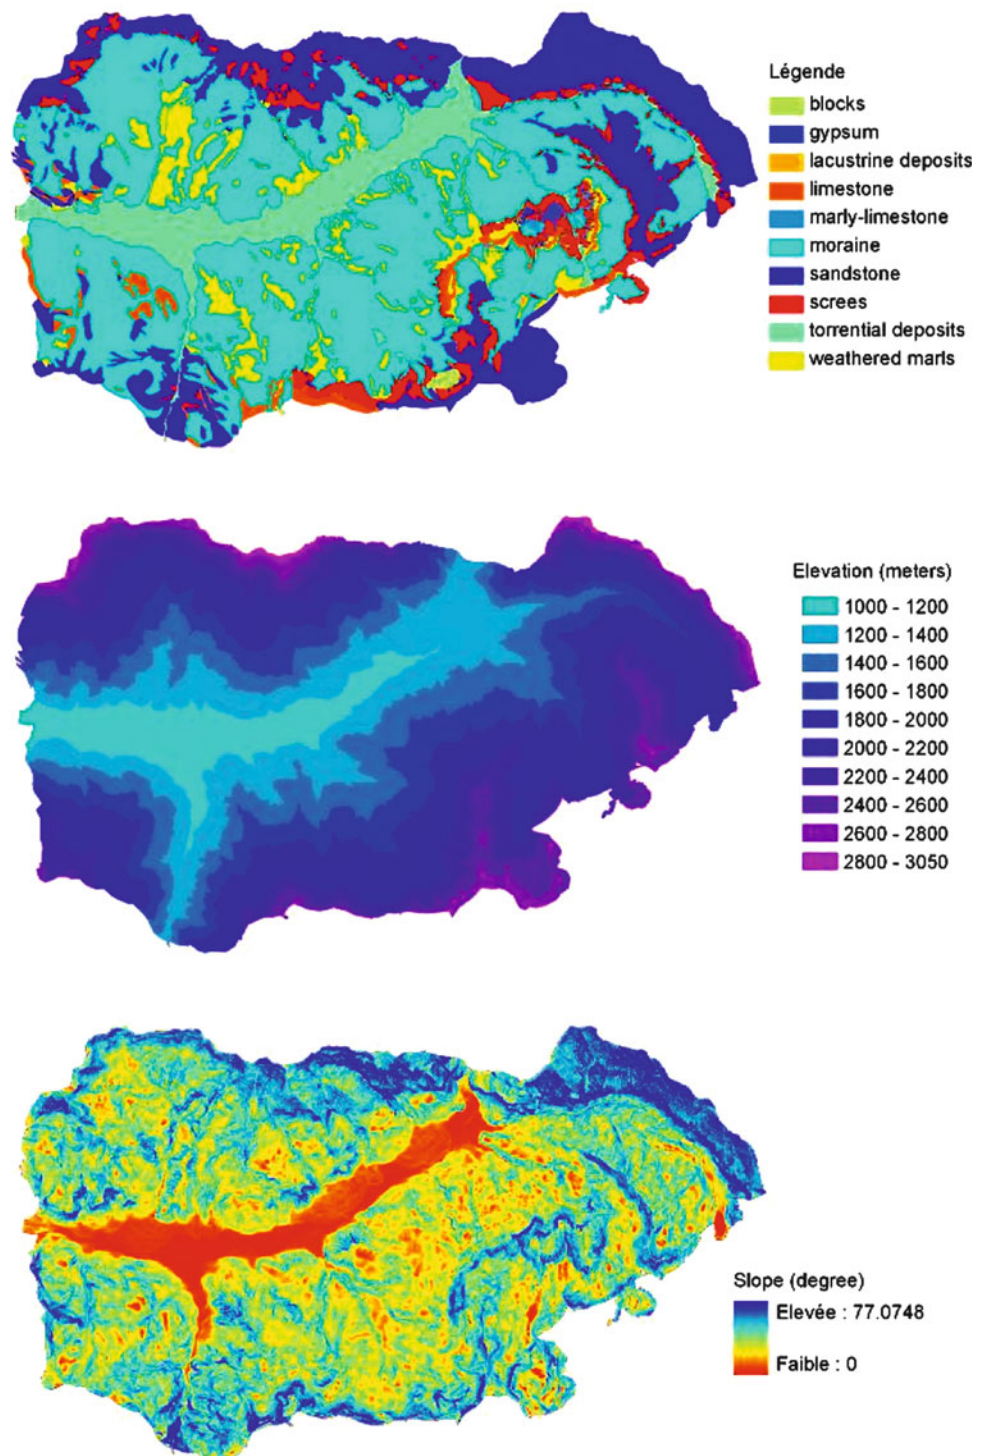 Légende
blocks
gypsum
lacustrine deposits
limestone
marly-limestone
moraine
sandstone
screes
torrential deposits
weathered marls
Elevation (meters)
1000 - 1200
1200 - 1400
1400 - 1600
1600 - 1800
1800 - 2000
2000 - 2200
2200 - 2400
2400 - 2600
2600 - 2800
2800 - 3050
Slope (degree)
Elevée : 77.0748
Faible : 0